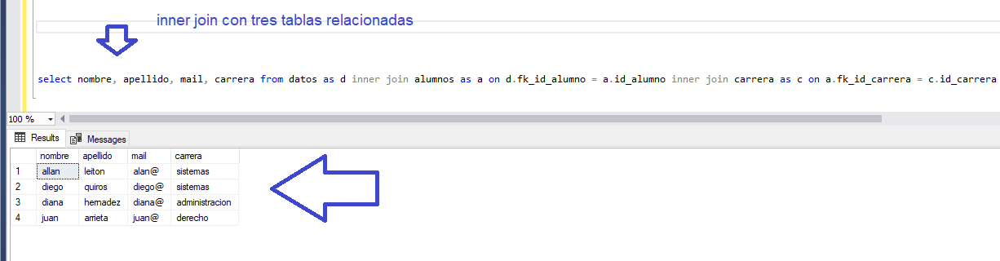 inner join con tres tablas relacionadas
select nombre, apellido, mail, carrera from datos as d inner join alumnos as a on d.fk_id_alumno = a.id_alumno inner join carrera as c on a.fk_id_carrera = c.id_carrera
100 %
Results Messages
nombre apellido mail carrera
1 allan leiton alan@ sistemas
2 diego quiros diego@ sistemas
3 diana hernadez diana@ administracion
4 juan arrieta juan@ derecho